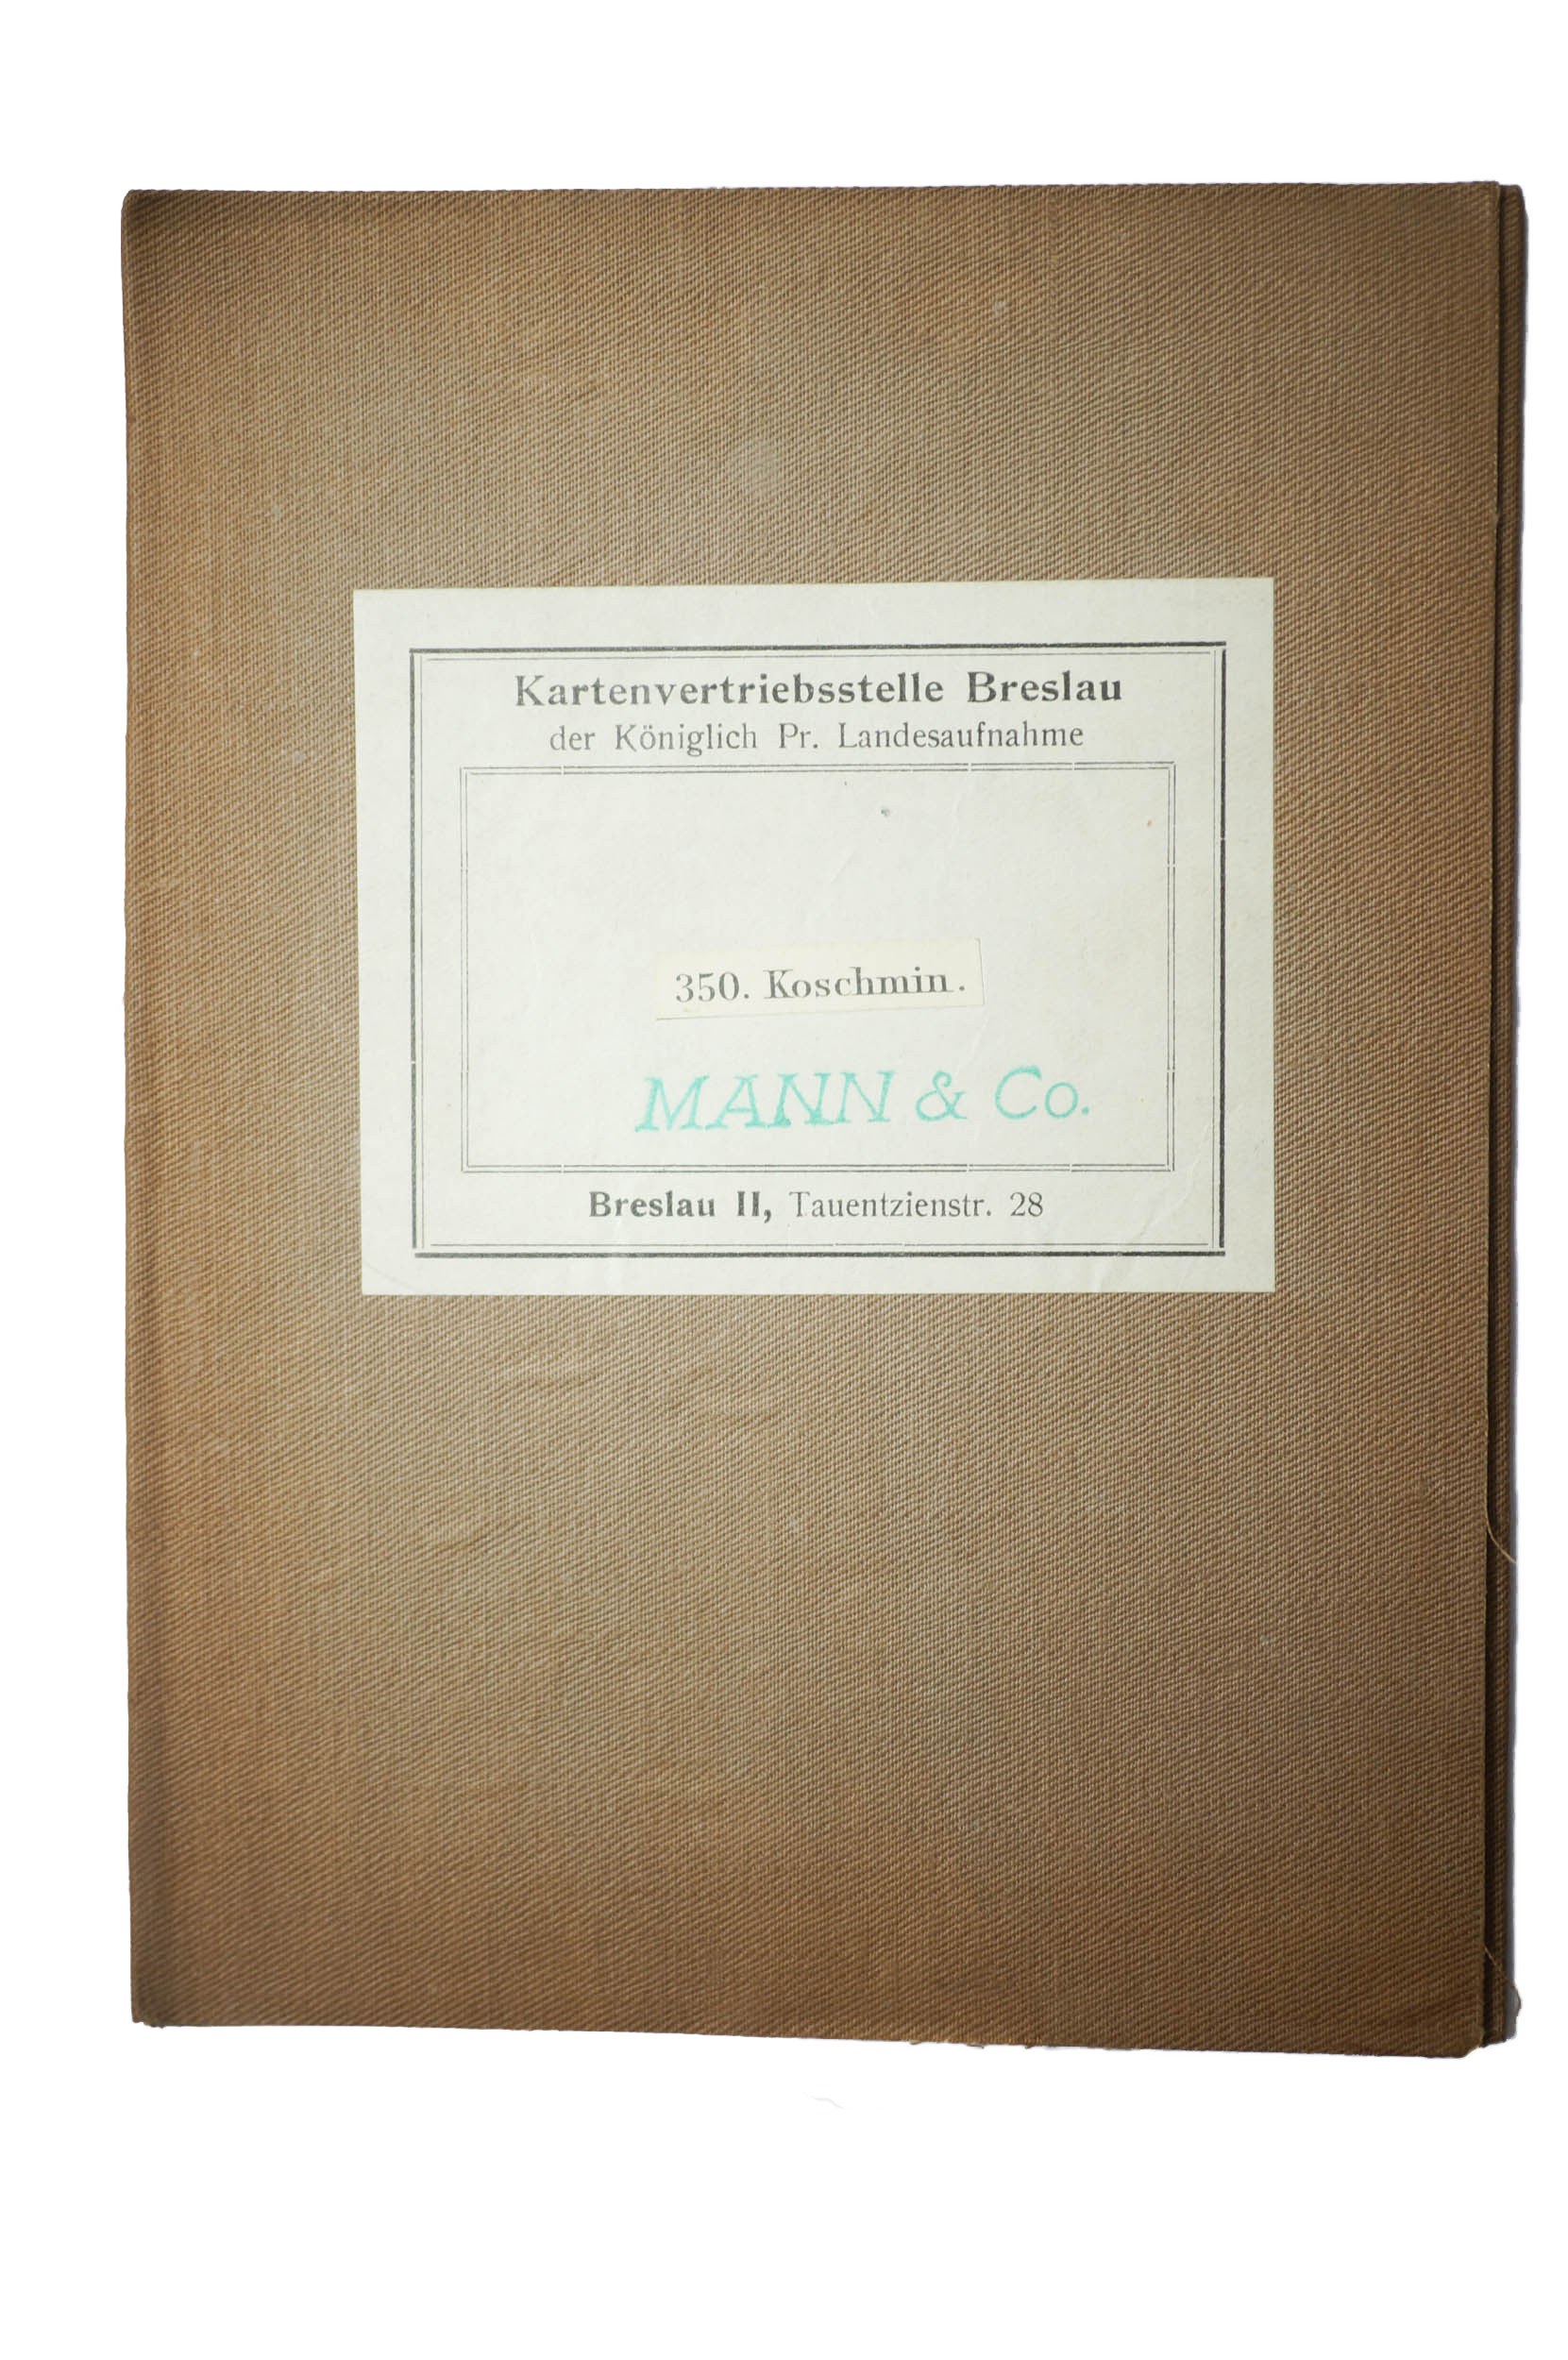 Kartenvertriebsstelle Breslau
der Königlich Pr. Landesaufnahme
350. Koschmin.
MANN & Co.
Breslau II, Tauentzienstr. 28